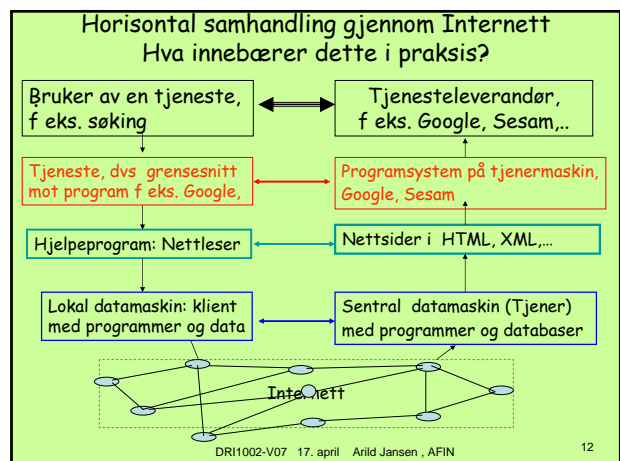 Horisontal samhandling gjennom Internett
Hva innebærer dette i praksis?
Bruker av en tjeneste,
f eks. søking
Tjenesteleverandør,
f eks. Google, Sesam,..
Tjeneste, dvs grensesnitt
mot program f eks. Google,
Programsystem på tjenermaskin,
Google, Sesam
Hjelpeprogram: Nettleser
Nettsider i HTML, XML,...
Lokal datamaskin: klient
med programmer og data
Sentral datamaskin (Tjener)
med programmer og databaser
Internett
DRI1002-V07 17. april Arild Jansen , AFIN
12